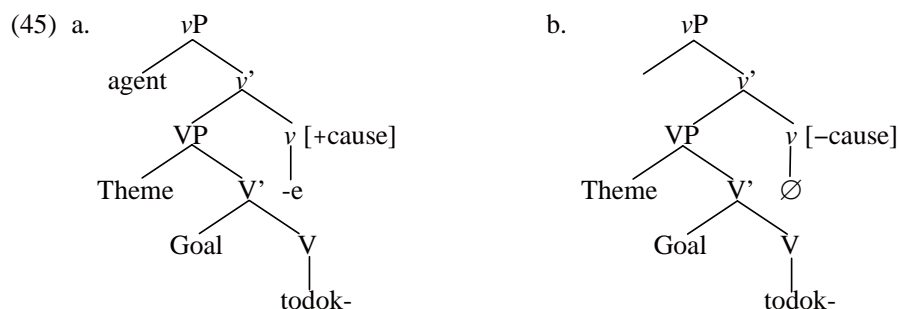 (45) a. vP b. vP
agent v’ v’
VP v [+cause] VP v [−cause]
Theme V’ -e Theme V’ ∅
Goal V Goal V
todok- todok-